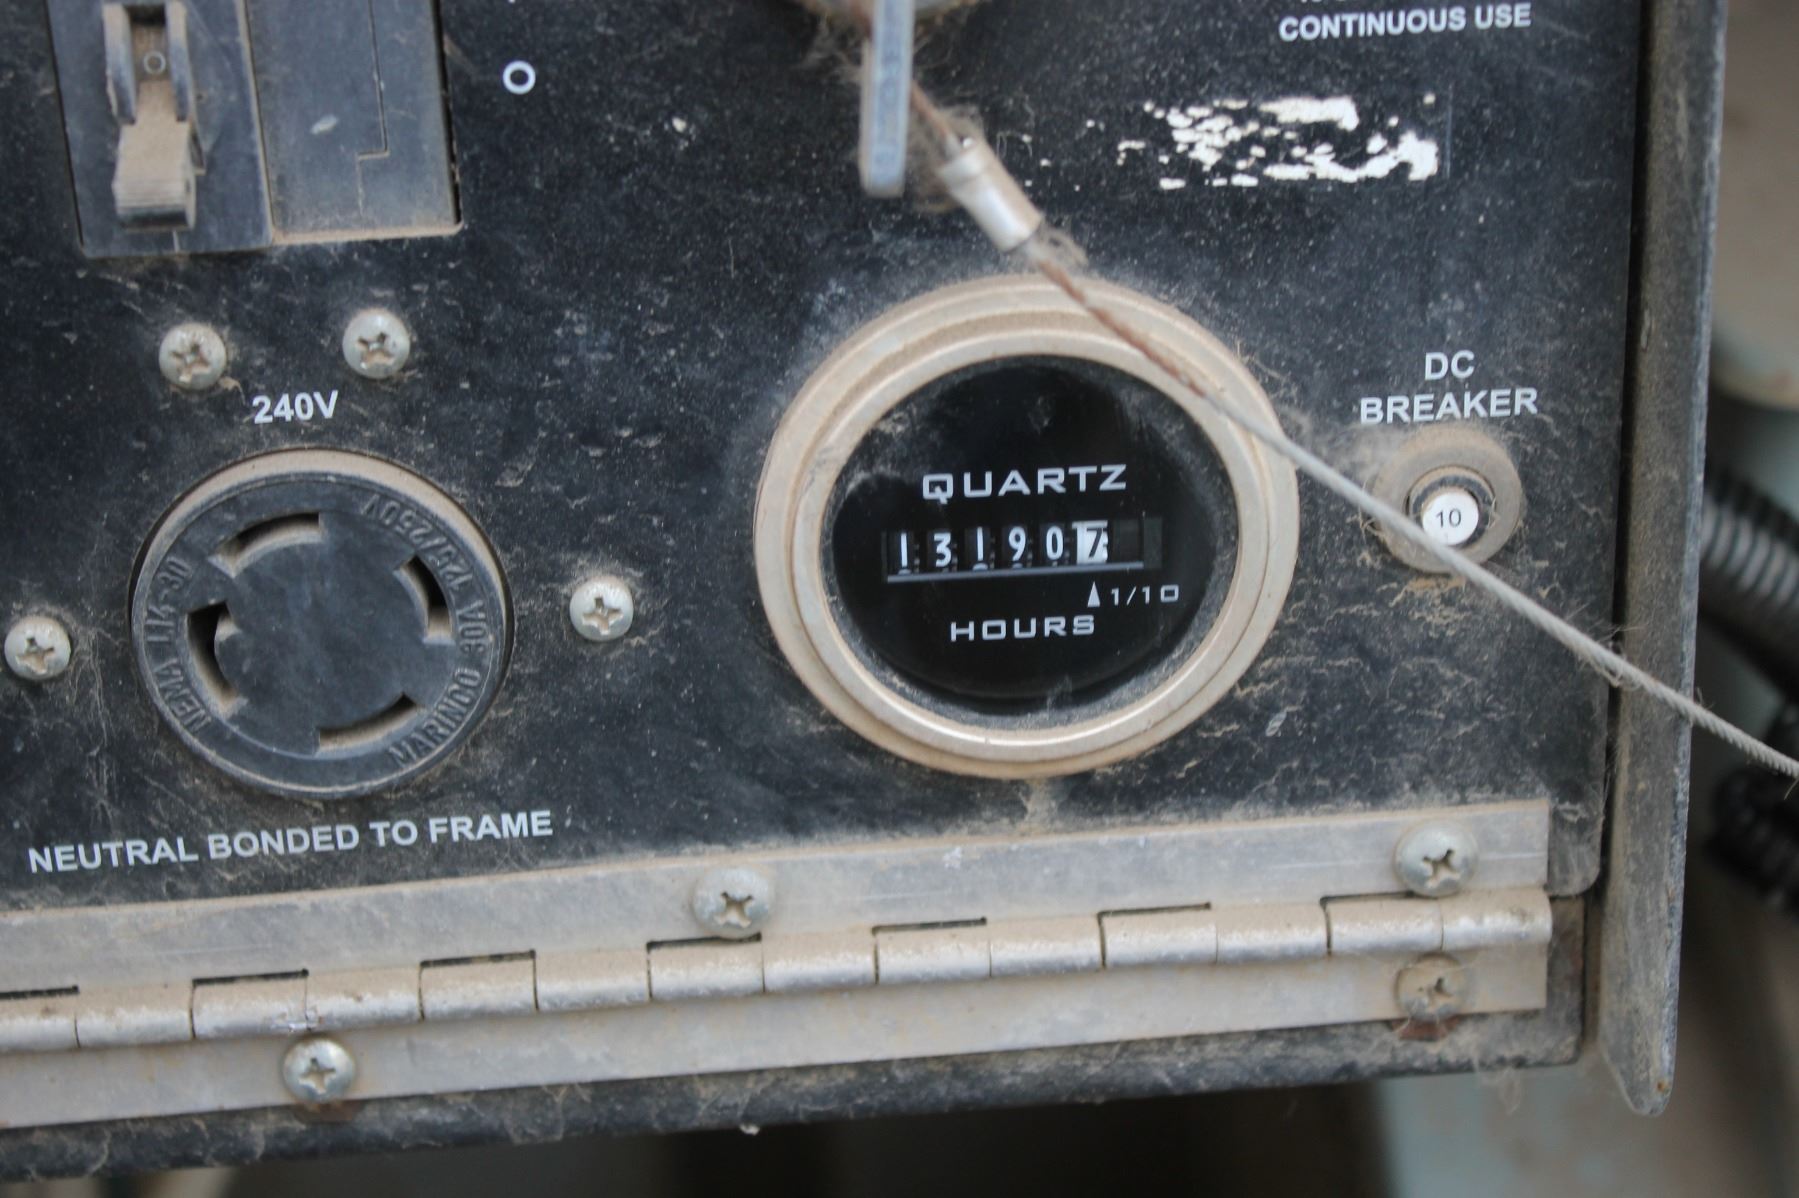 CONTINUOUS USE
O
O
DC
BREAKER
10
240V
QUARTZ
131907
1/10
HOURS
NEMA L14-30 30A 125/250V
MARINCO
NEUTRAL BONDED TO FRAME